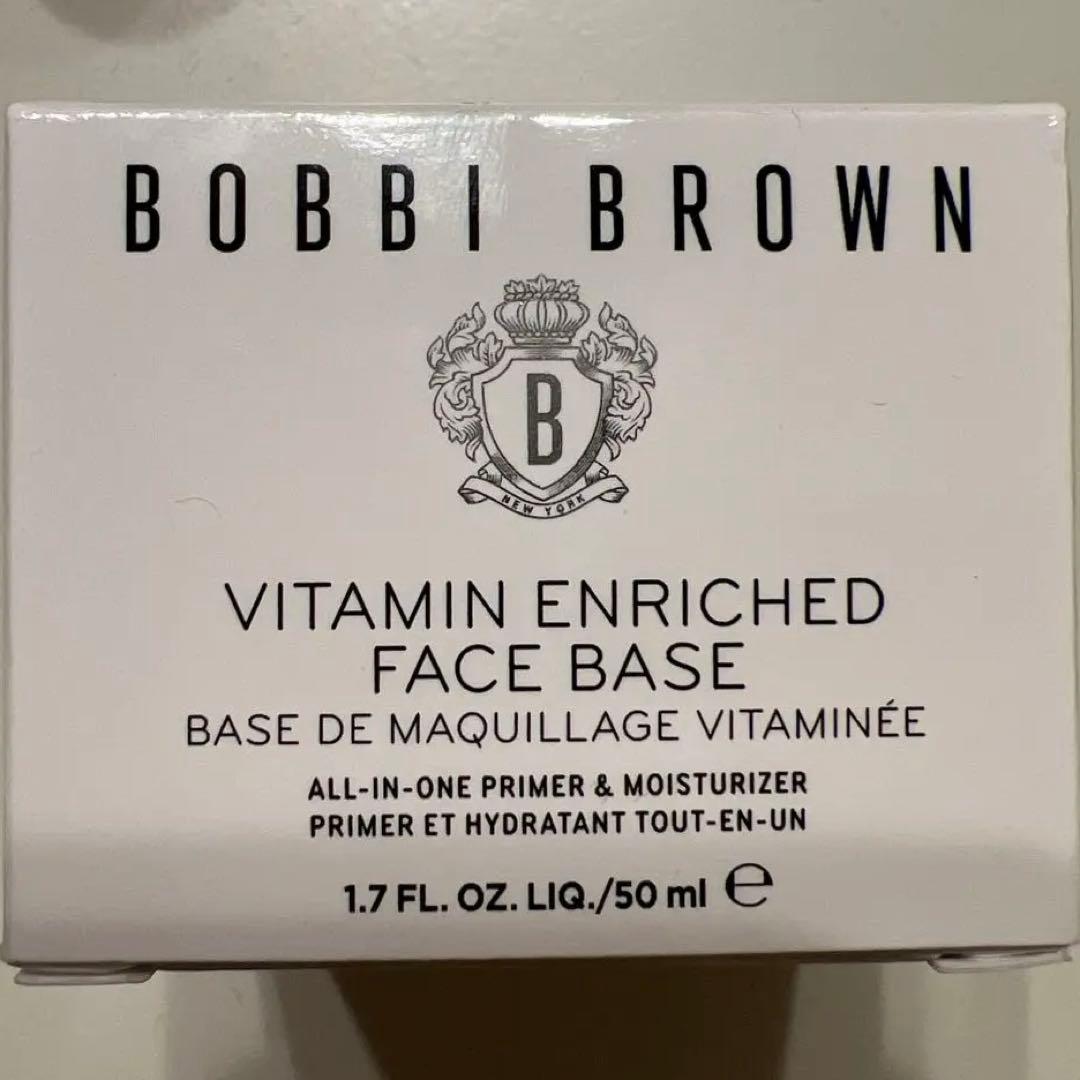 BOBBI BROWN
B
NEW YORK
VITAMIN ENRICHED
FACE BASE
BASE DE MAQUILLAGE VITAMINÉE
ALL-IN-ONE PRIMER & MOISTURIZER
PRIMER ET HYDRATANT TOUT-EN-UN
1.7 FL. OZ. LIQ./50 ml ℮